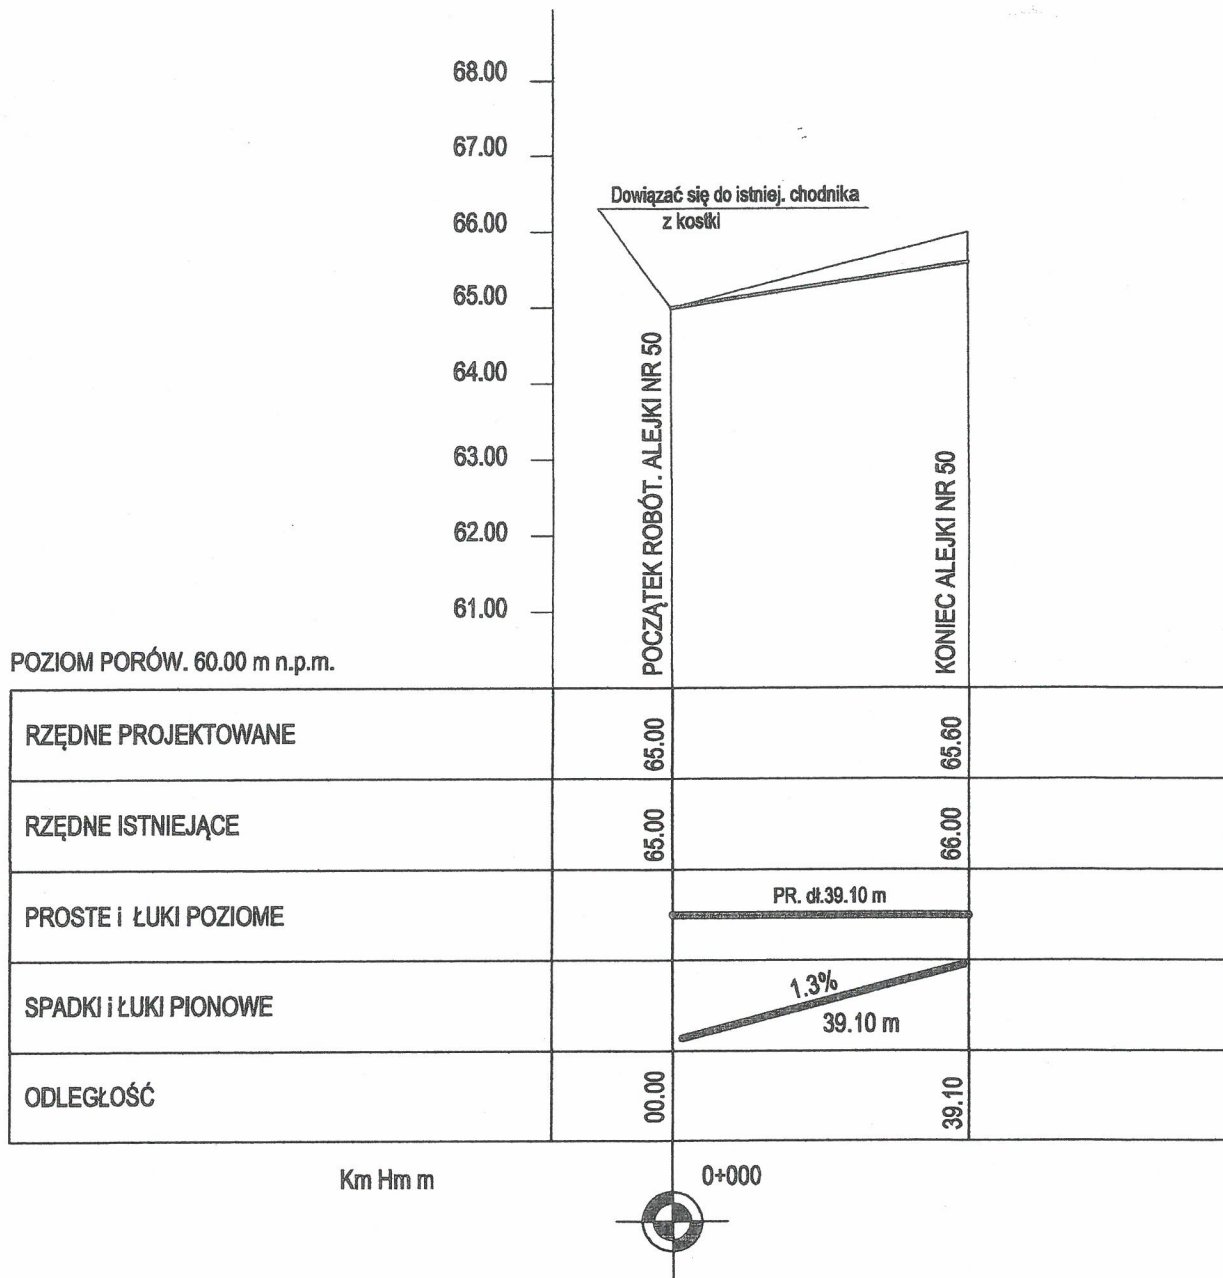 68.00
67.00
66.00
65.00
64.00
63.00
62.00
61.00
Dowiązać się do istniej. chodnika
z kostki
POCZĄTEK ROBÓT. ALEJKI NR 50
KONIEC ALEJKI NR 50
POZIOM PORÓW. 60.00 m n.p.m.
RZĘDNE PROJEKTOWANE
65.00
65.60
RZĘDNE ISTNIEJĄCE
65.00
66.00
PROSTE i ŁUKI POZIOME
PR. dł.39.10 m
SPADKI i ŁUKI PIONOWE
1.3%
39.10 m
ODLEGŁOŚĆ
00.00
39.10
Km Hm m
0+000